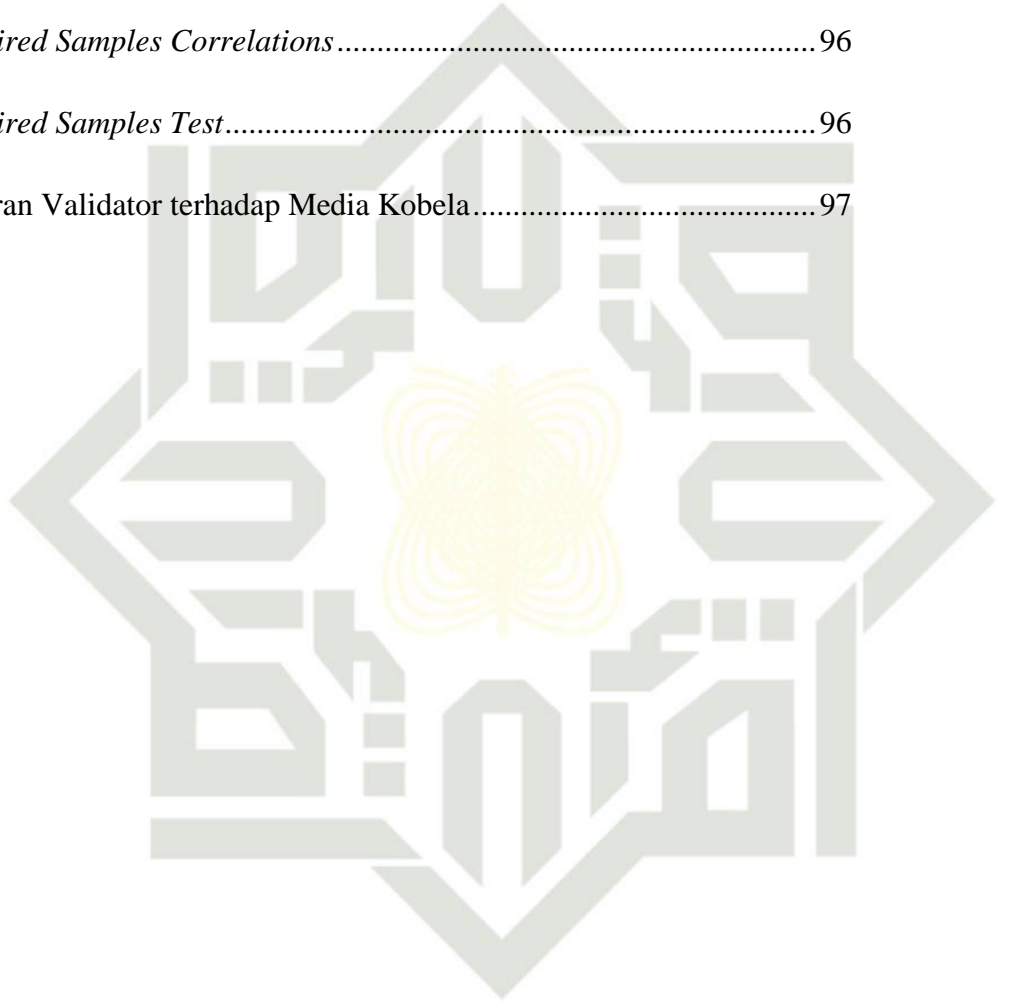 ired Samples Correlations................................................................96
ired Samples Test..............................................................................96
ran Validator terhadap Media Kobela...........................................97